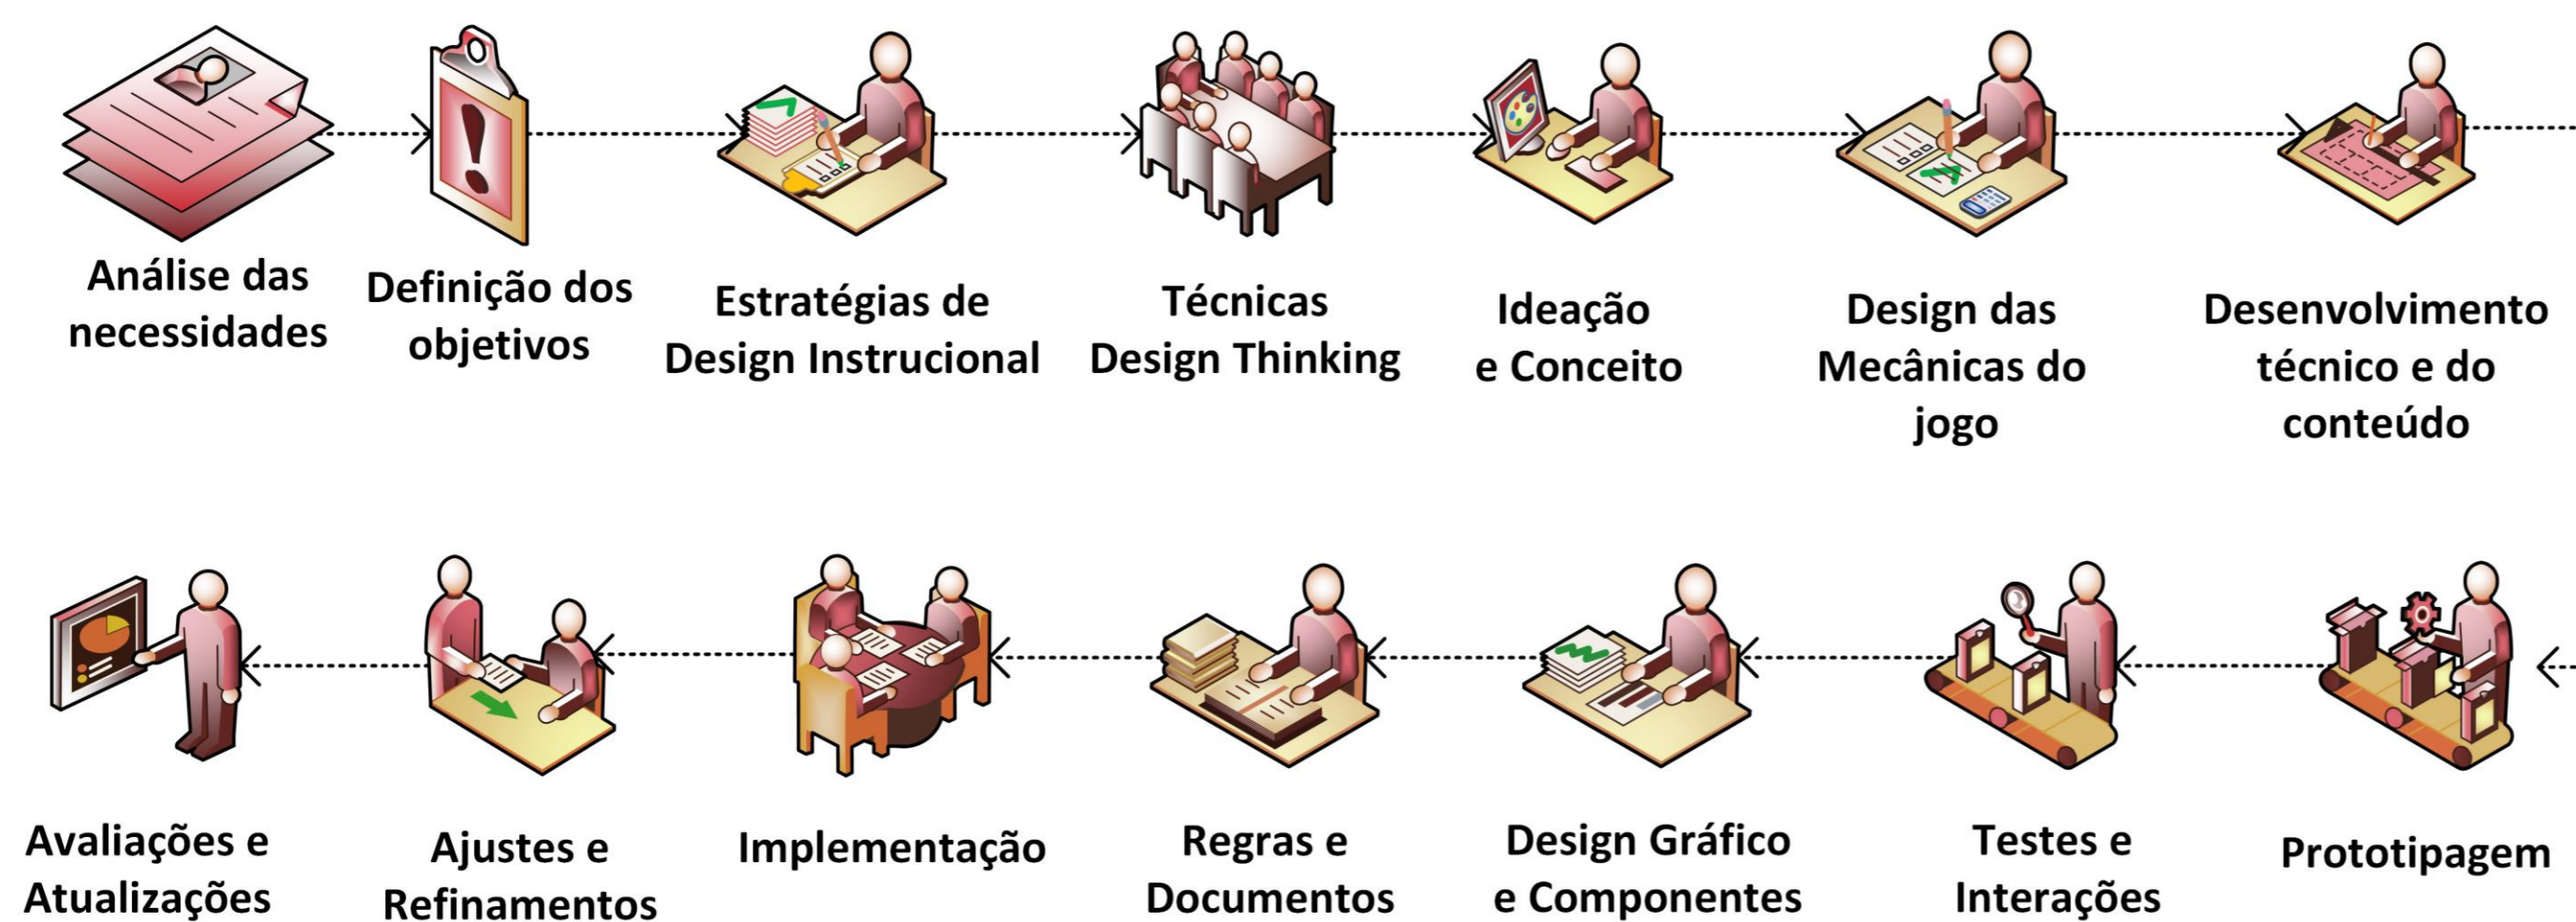 Análise das
necessidades
Definição dos
objetivos
Estratégias de
Design Instrucional
Técnicas
Design Thinking
Ideação
e Conceito
Design das
Mecânicas do
jogo
Desenvolvimento
técnico e do
conteúdo
Avaliações e
Atualizações
Ajustes e
Refinamentos
Implementação
Regras e
Documentos
Design Gráfico
e Componentes
Testes e
Interações
Prototipagem